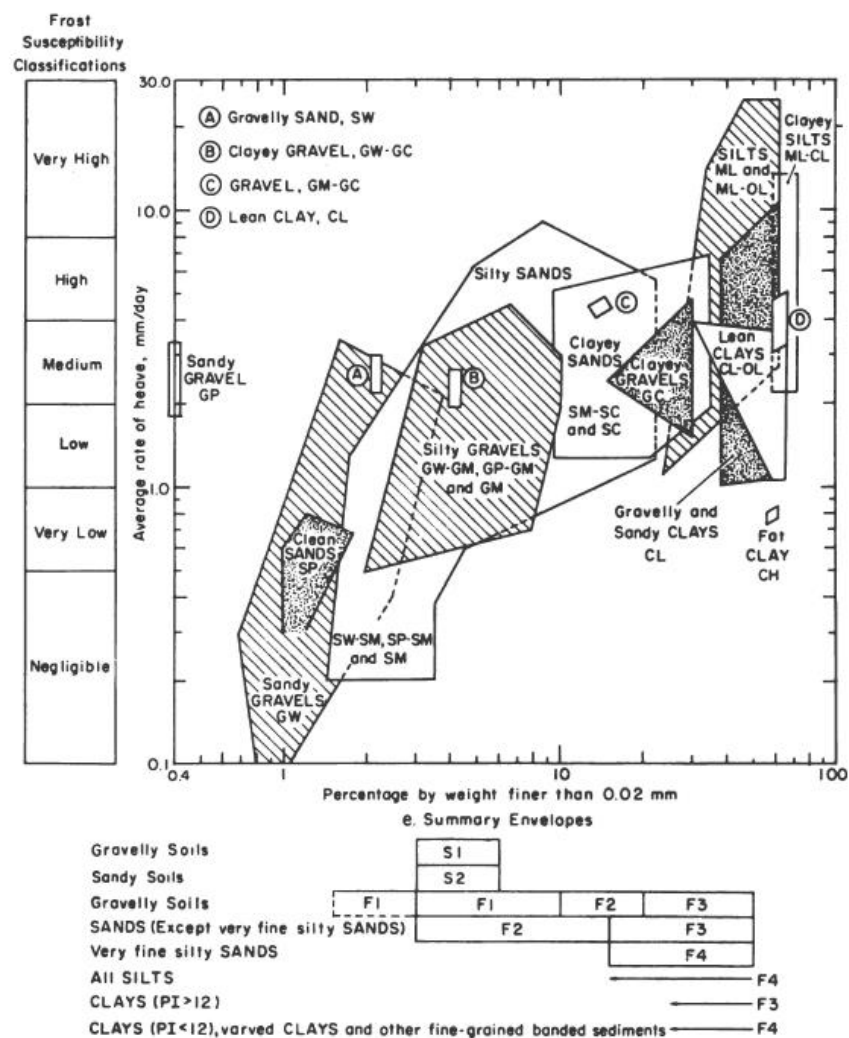 Frost
Susceptibility
Classifications
Very High
High
Medium
Low
Very Low
Negligible
Average rate of heave, mm/day
30.0
10.0
1.0
0.1
Ⓐ Gravelly SAND, SW
Ⓑ Clayey GRAVEL, GW-GC
Ⓒ GRAVEL, GM-GC
Ⓓ Lean CLAY, CL
Clayey
SILTS
ML-CL
SILTS
ML and
ML-OL
Silty SANDS
Ⓒ
Ⓓ
Sandy
GRAVEL
GP
Ⓐ
Ⓑ
Clayey
SANDS
SM-SC
and SC
Clayey
GRAVELS
GC
Lean
CLAYS
CL-OL
Silty GRAVELS
GW-GM, GP-GM
and GM
Clean
SANDS
SP
Gravelly and
Sandy CLAYS
CL
Fat
CLAY
CH
SW-SM, SP-SM
and SM
Sandy
GRAVELS
GW
0.4
1
10
100
Percentage by weight finer than 0.02 mm
e. Summary Envelopes
Gravelly Soils S1
Sandy Soils S2
Gravelly Soils F1 F1 F2 F3
SANDS (Except very fine silty SANDS) F2 F3
Very fine silty SANDS F4
All SILTS F4
CLAYS (PI>12) F3
CLAYS (PI<12), varved CLAYS and other fine-grained banded sediments F4